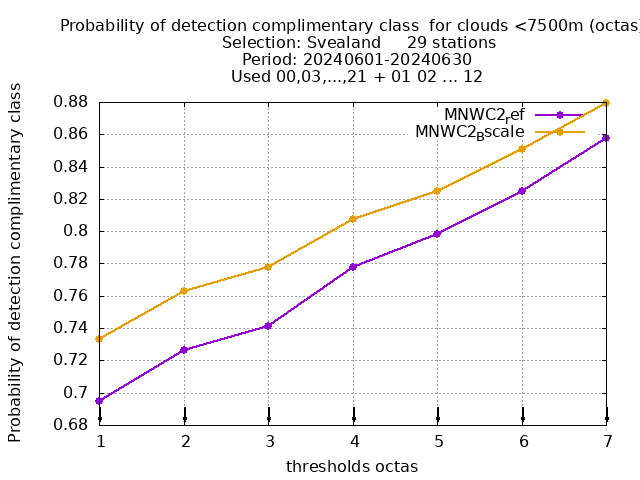 Probability of detection complimentary class for clouds <7500m (octas)
Selection: Svealand 29 stations
Period: 20240601-20240630
Used 00,03,...,21 + 01 02 ... 12
Probability of detection complimentary class
MNWC2ref
MNWC2Bscale
0.88
0.86
0.84
0.82
0.8
0.78
0.76
0.74
0.72
0.7
0.68
1 2 3 4 5 6 7
thresholds octas